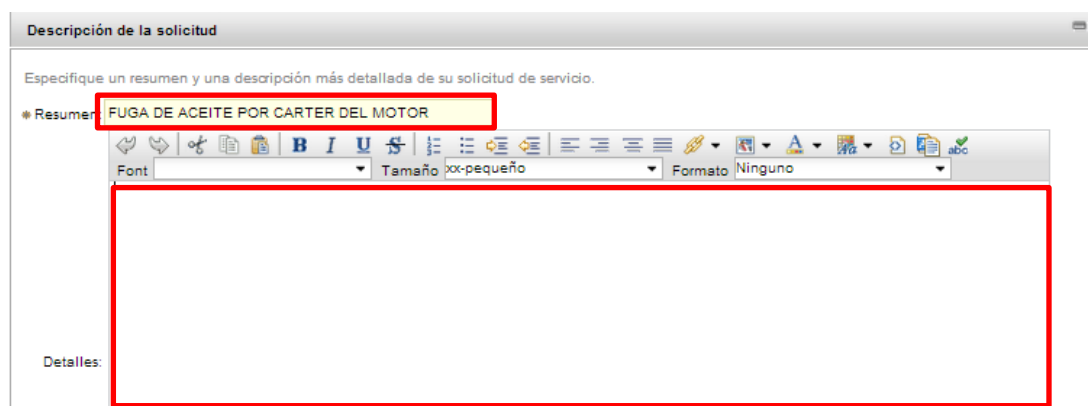 Descripción de la solicitud
Especifique un resumen y una descripción más detallada de su solicitud de servicio.
* Resumen: FUGA DE ACEITE POR CARTER DEL MOTOR
B I U S abc
Font Tamaño xx-pequeño Formato Ninguno
Detalles: